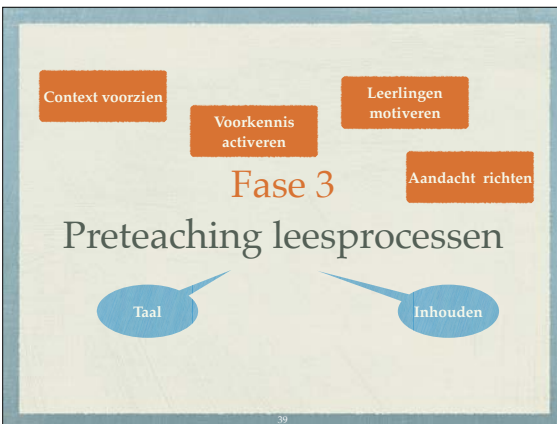 Context voorzien
Leerlingen
motiveren
Voorkennis
activeren
Aandacht richten
Fase 3
Preteaching leesprocessen
Taal
Inhouden
39